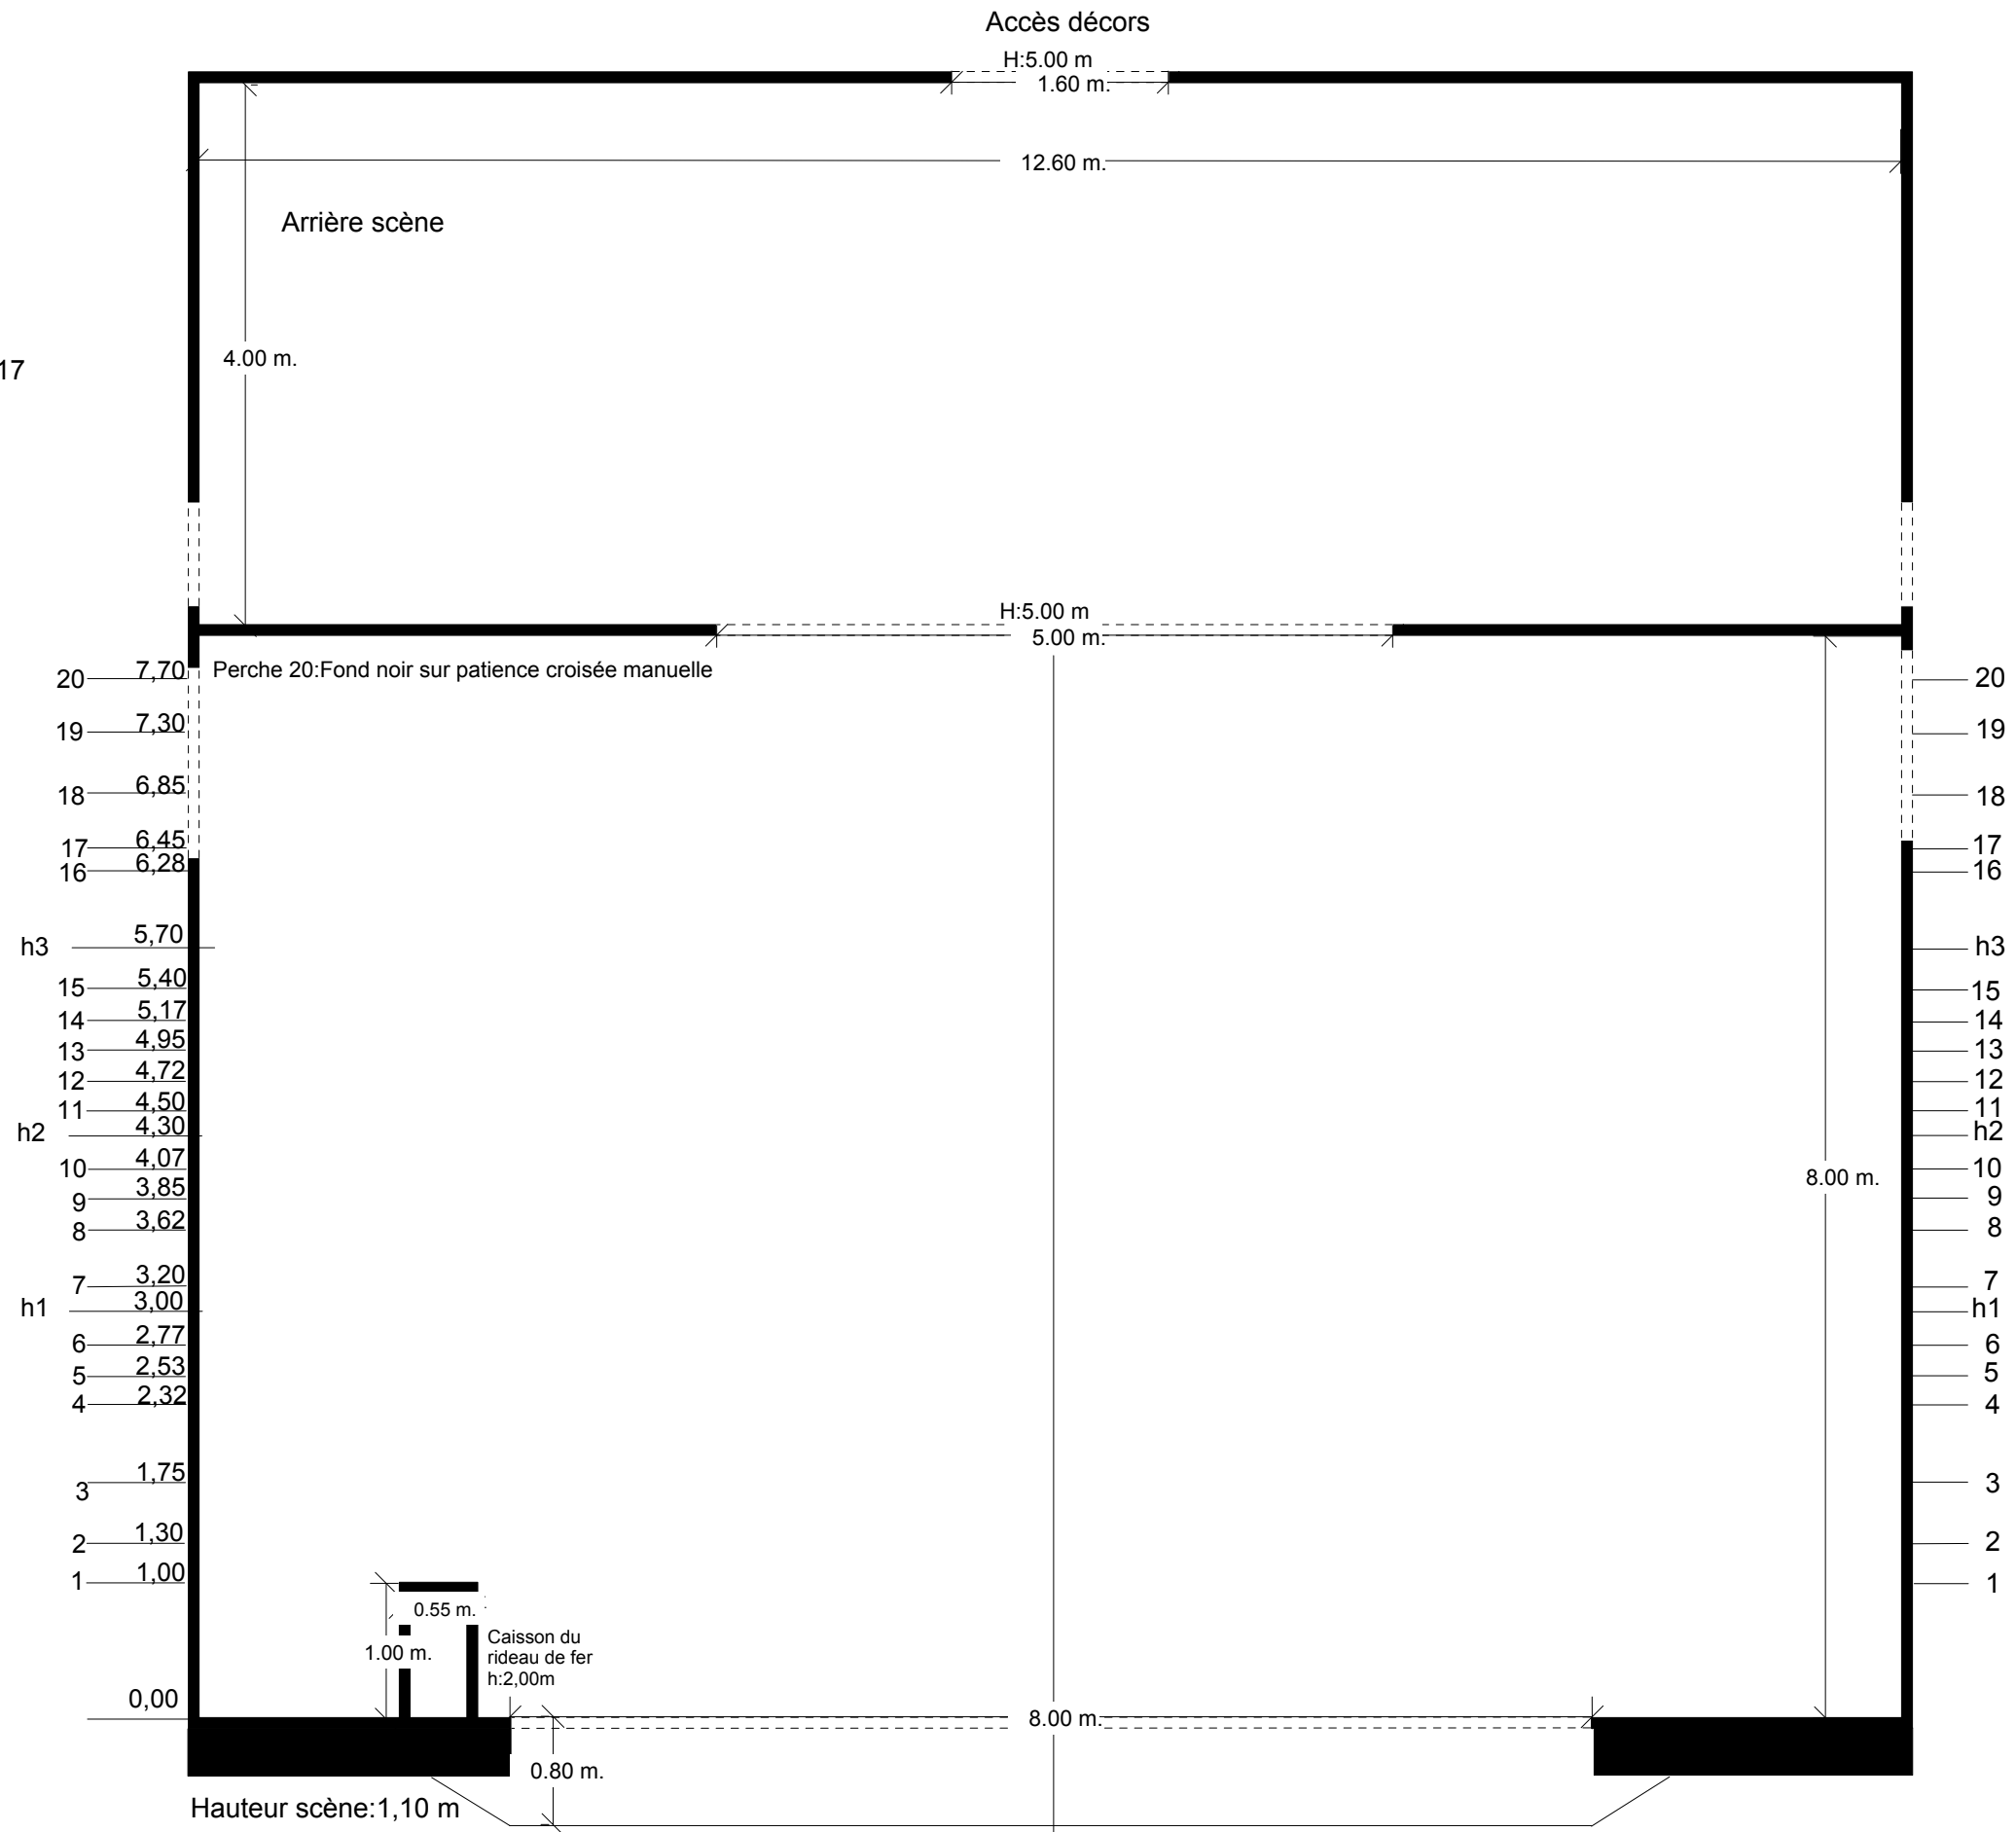 Accès décors
H:5.00 m
1.60 m.
12.60 m.
Arrière scène
4.00 m.
17
H:5.00 m
5.00 m.
Perche 20:Fond noir sur patience croisée manuelle
20 7,70 20
19 7,30 19
18 6,85 18
17 6,45 17
16 6,28 16
h3 5,70 h3
15 5,40 15
14 5,17 14
13 4,95 13
12 4,72 12
11 4,50 11
h2 4,30 h2
10 4,07 10
8.00 m.
9 3,85 9
8 3,62 8
7 3,20 7
h1 3,00 h1
6 2,77 6
5 2,53 5
4 2,32 4
3 1,75 3
2 1,30 2
1 1,00 1
0.55 m.
1.00 m.
Caisson du
rideau de fer
h:2,00m
0,00
8.00 m.
0.80 m.
Hauteur scène:1,10 m